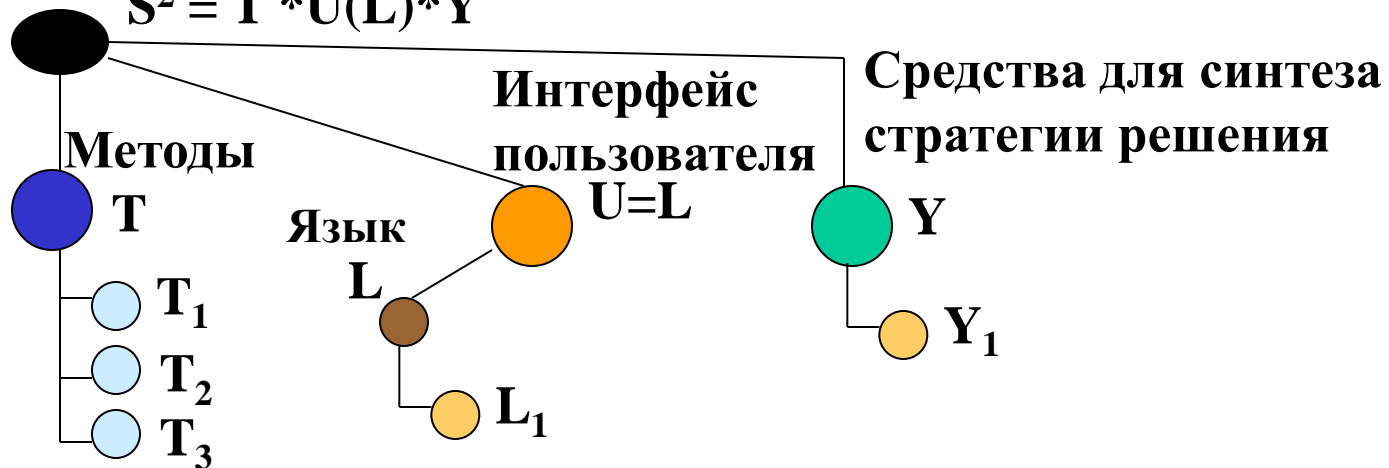 S² = T *U(L)*Y
Средства для синтеза
стратегии решения
Интерфейс
пользователя
U=L
Методы
T
Язык
L
Y
T₁
T₂
T₃
L₁
Y₁